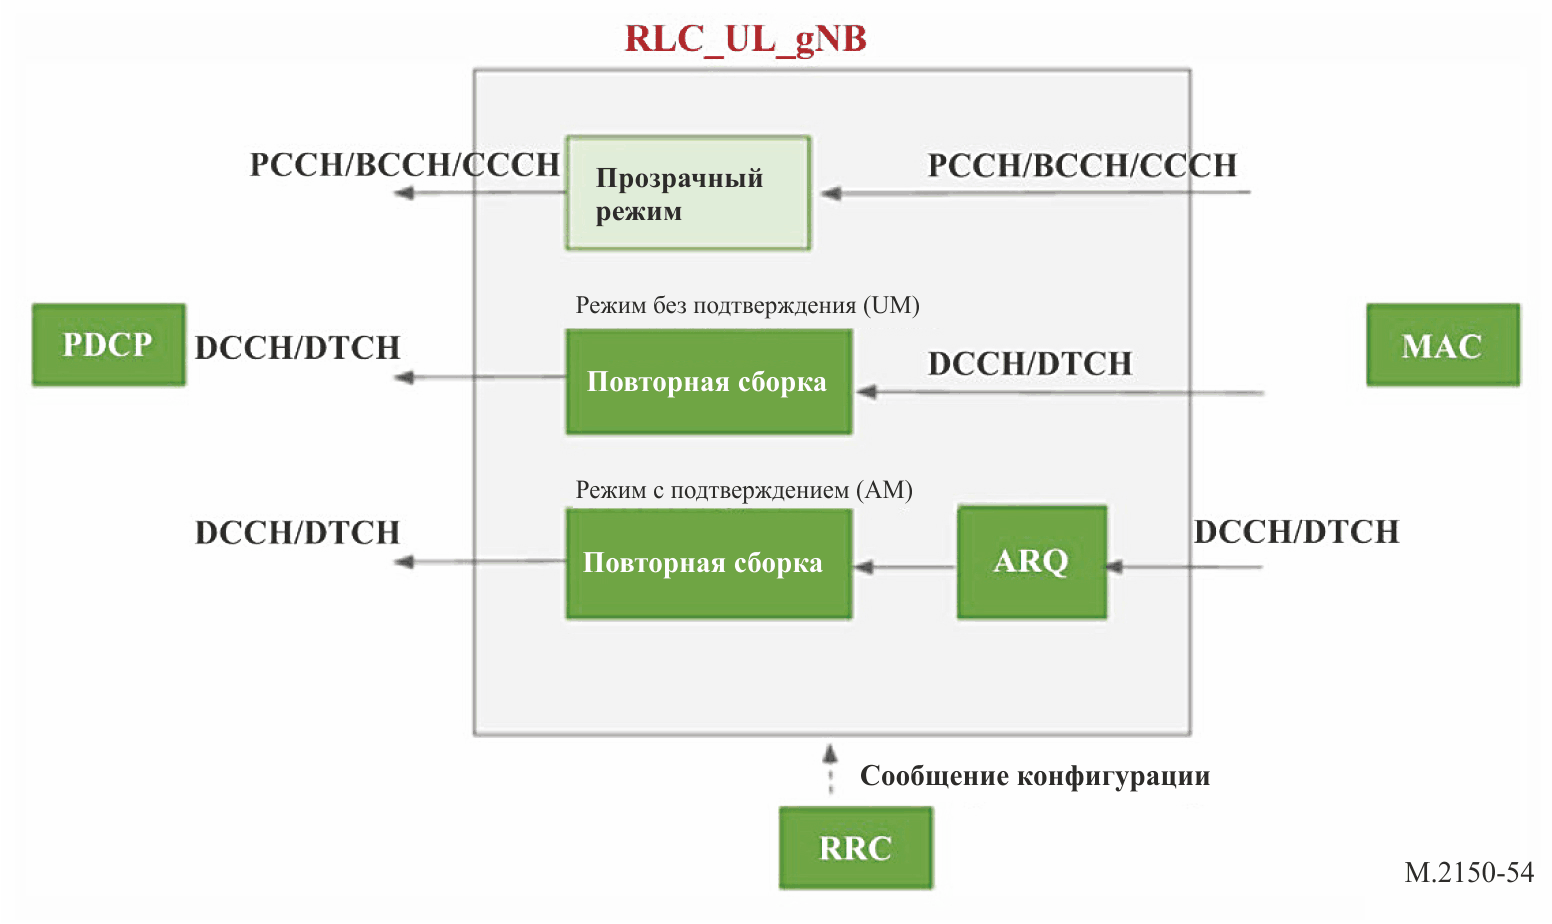 RLC_UL_gNB
PCCH/BCCH/CCCH
Прозрачный
режим
PCCH/BCCH/CCCH
Режим без подтверждения (UM)
PDCP
DCCH/DTCH
Повторная сборка
DCCH/DTCH
MAC
Режим с подтверждением (AM)
DCCH/DTCH
Повторная сборка
ARQ
DCCH/DTCH
Сообщение конфигурации
RRC
M.2150-54